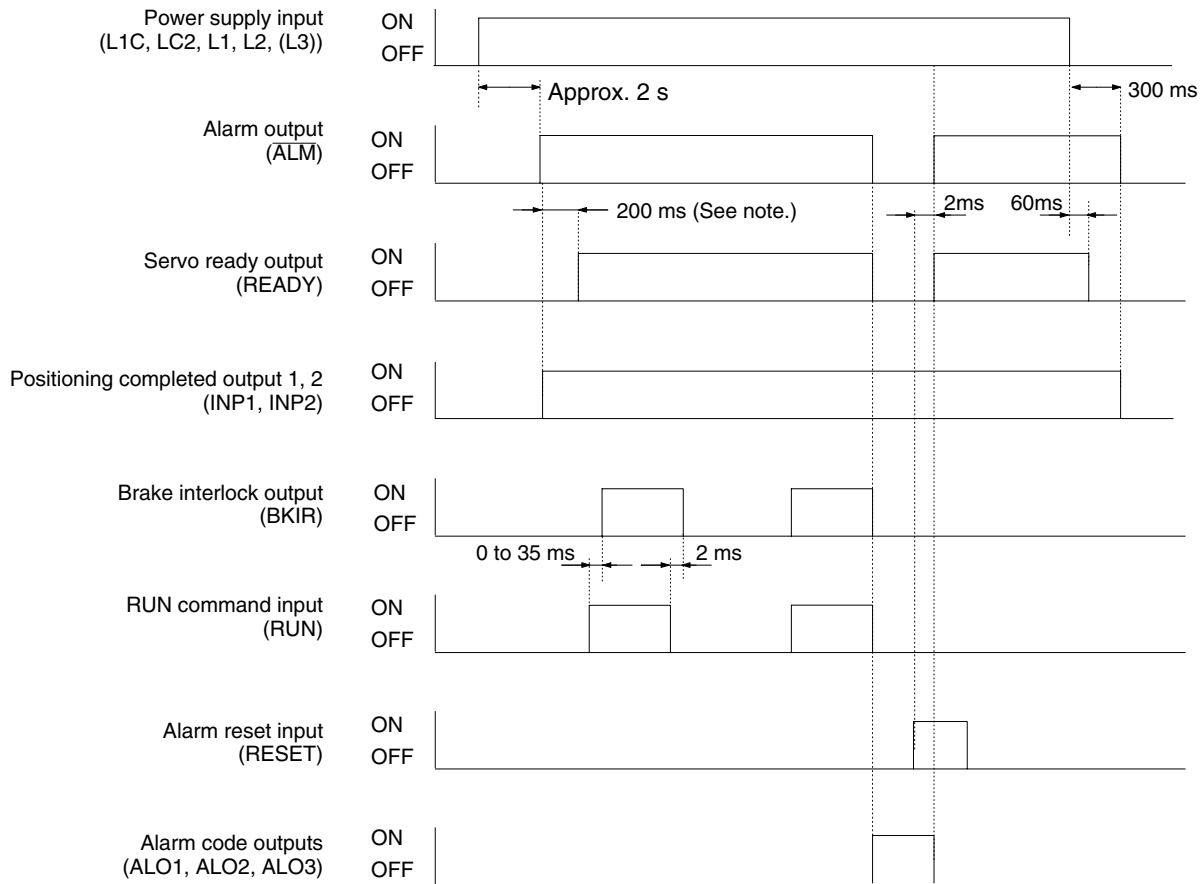 Power supply input
(L1C, LC2, L1, L2, (L3))
ON
OFF
Approx. 2 s
300 ms
Alarm output
(ALM)
ON
OFF
200 ms (See note.)
2ms
60ms
Servo ready output
(READY)
ON
OFF
Positioning completed output 1, 2
(INP1, INP2)
ON
OFF
Brake interlock output
(BKIR)
ON
OFF
0 to 35 ms
2 ms
RUN command input
(RUN)
ON
OFF
Alarm reset input
(RESET)
ON
OFF
Alarm code outputs
(ALO1, ALO2, ALO3)
ON
OFF